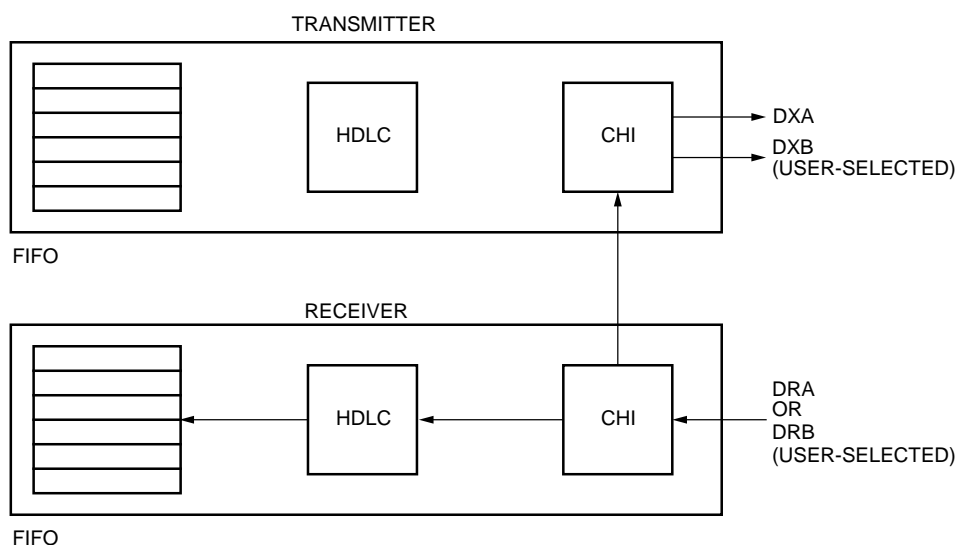 TRANSMITTER
HDLC
CHI
DXA
DXB
(USER-SELECTED)
FIFO
RECEIVER
HDLC
CHI
DRA
OR
DRB
(USER-SELECTED)
FIFO